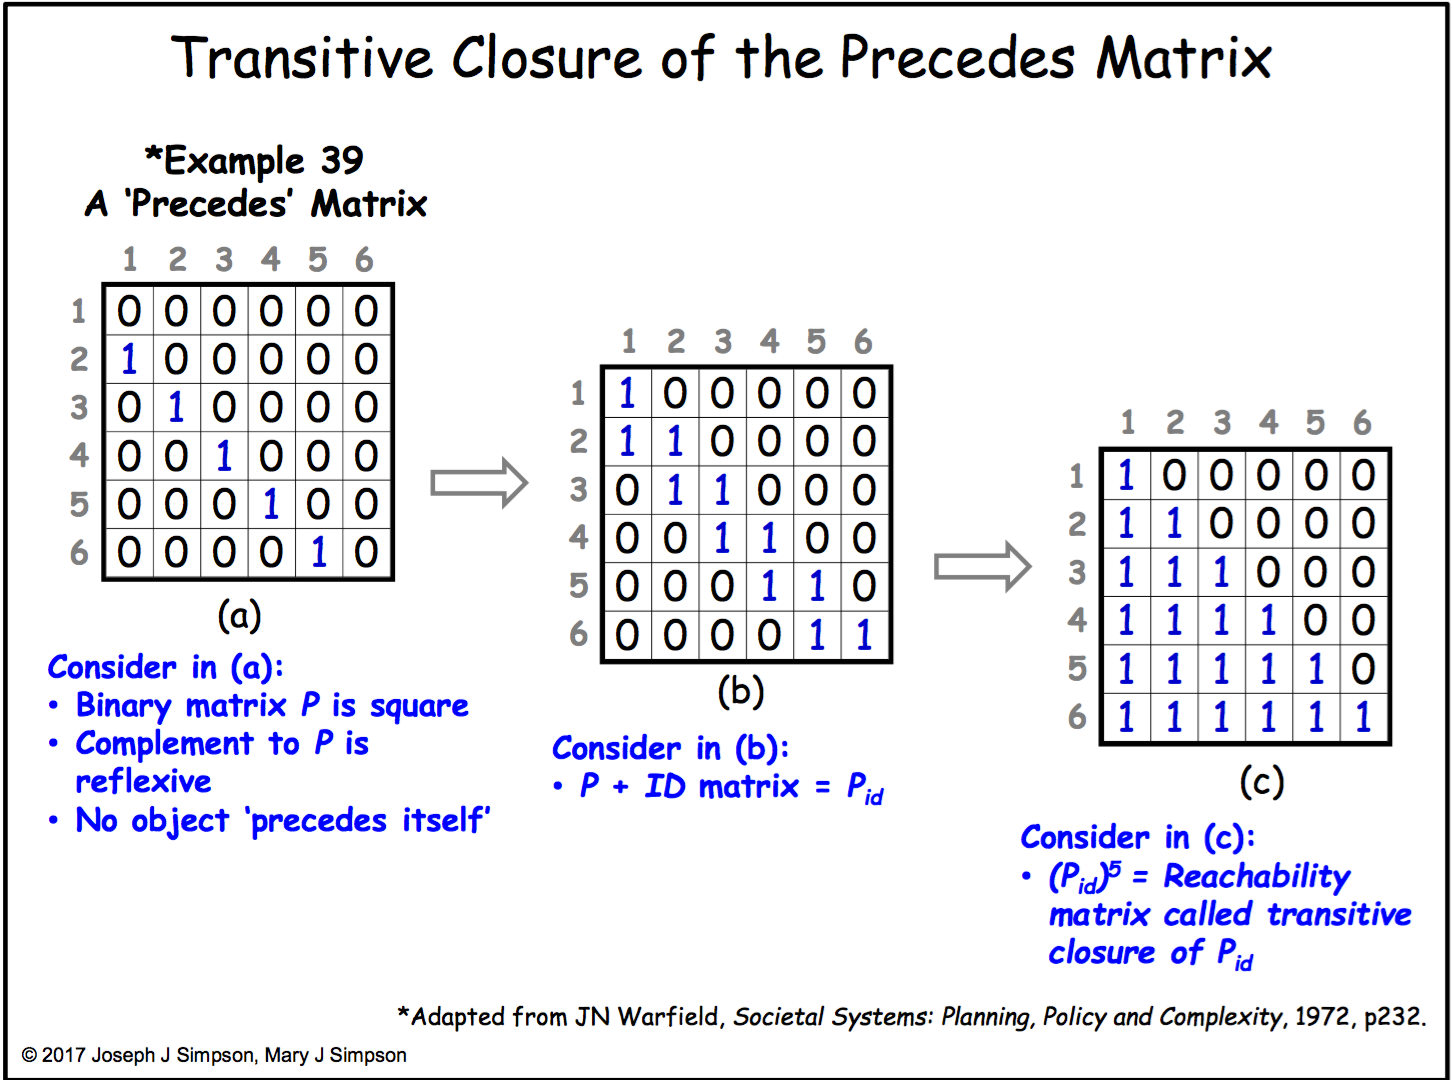 Transitive Closure of the Precedes Matrix
*Example 39
A ‘Precedes’ Matrix
1 2 3 4 5 6
1 0 0 0 0 0 0
2 1 0 0 0 0 0
3 0 1 0 0 0 0
4 0 0 1 0 0 0
5 0 0 0 1 0 0
6 0 0 0 0 1 0
(a)
Consider in (a):
• Binary matrix P is square
• Complement to P is
reflexive
• No object ‘precedes itself’
1 2 3 4 5 6
1 1 0 0 0 0 0
2 1 1 0 0 0 0
3 0 1 1 0 0 0
4 0 0 1 1 0 0
5 0 0 0 1 1 0
6 0 0 0 0 1 1
(b)
Consider in (b):
• P + ID matrix = Pid
1 2 3 4 5 6
1 1 0 0 0 0 0
2 1 1 0 0 0 0
3 1 1 1 0 0 0
4 1 1 1 1 0 0
5 1 1 1 1 1 0
6 1 1 1 1 1 1
(c)
Consider in (c):
• (Pid)5 = Reachability
matrix called transitive
closure of Pid
*Adapted from JN Warfield, Societal Systems: Planning, Policy and Complexity, 1972, p232.
© 2017 Joseph J Simpson, Mary J Simpson